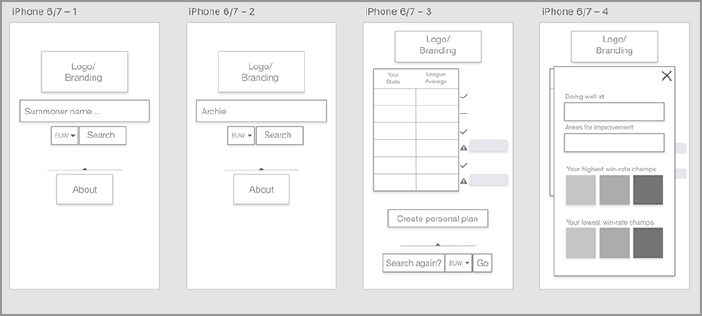 iPhone 6/7 – 1
Logo/
Branding
Summoner name...
EUW
Search
About
iPhone 6/7 – 2
Logo/
Branding
Archie
EUW
Search
About
iPhone 6/7 – 3
Logo/
Branding
Your
Stats
League
Average
Create personal plan
Search again?
EUW
Go
iPhone 6/7 – 4
Logo/
Branding
Doing well at
Areas for improvement
Your highest win-rate champs
Your lowest win-rate champs